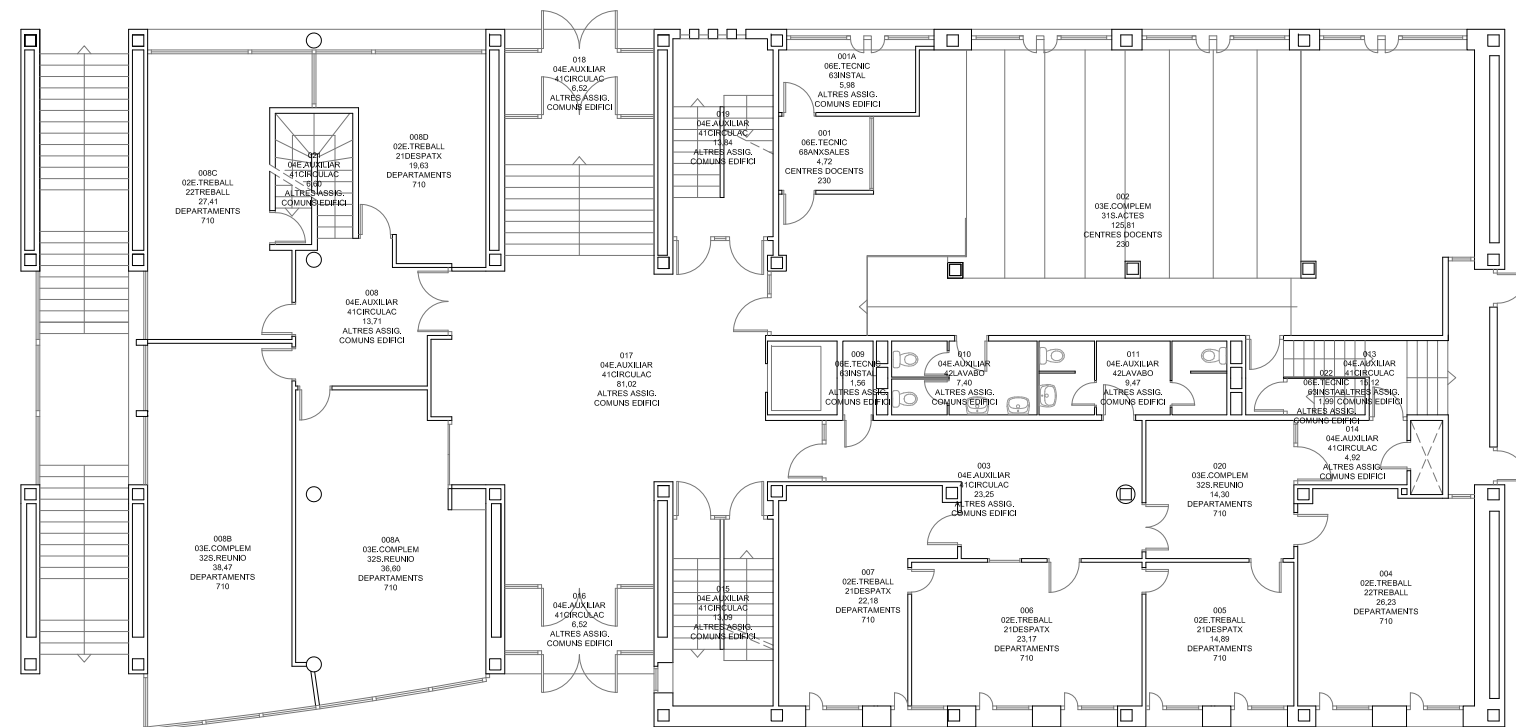 018
04E.AUXILIAR
41CIRCULAC
6,52
ALTRES ASSIG.
COMUNS EDIFICI
001A
06E.TECNIC
63INSTAL
5,98
ALTRES ASSIG.
COMUNS EDIFICI
019
04E.AUXILIAR
41CIRCULAC
13,84
ALTRES ASSIG.
COMUNS EDIFICI
001
06E.TECNIC
68ANXSALES
4,72
CENTRES DOCENTS
230
008D
02E.TREBALL
21DESPATX
19,63
DEPARTAMENTS
710
021
04E.AUXILIAR
41CIRCULAC
6,60
ALTRES ASSIG.
COMUNS EDIFICI
008C
02E.TREBALL
22TREBALL
27,41
DEPARTAMENTS
710
002
03E.COMPLEM
31S.ACTES
125,81
CENTRES DOCENTS
230
008
04E.AUXILIAR
41CIRCULAC
13,71
ALTRES ASSIG.
COMUNS EDIFICI
017
04E.AUXILIAR
41CIRCULAC
81,02
ALTRES ASSIG.
COMUNS EDIFICI
009
06E.TECNIC
63INSTAL
1,56
ALTRES ASSIG.
COMUNS EDIFICI
010
04E.AUXILIAR
42LAVABO
7,40
ALTRES ASSIG.
COMUNS EDIFICI
011
04E.AUXILIAR
42LAVABO
9,47
ALTRES ASSIG.
COMUNS EDIFICI
013
04E.AUXILIAR
41CIRCULAC
15,12
ALTRES ASSIG.
COMUNS EDIFICI
022
06E.TECNIC
63INSTAL
1,99
ALTRES ASSIG.
COMUNS EDIFICI
014
04E.AUXILIAR
41CIRCULAC
4,92
ALTRES ASSIG.
COMUNS EDIFICI
003
04E.AUXILIAR
41CIRCULAC
23,25
ALTRES ASSIG.
COMUNS EDIFICI
020
03E.COMPLEM
32S.REUNIO
14,30
DEPARTAMENTS
710
008B
03E.COMPLEM
32S.REUNIO
38,47
DEPARTAMENTS
710
008A
03E.COMPLEM
32S.REUNIO
36,60
DEPARTAMENTS
710
016
04E.AUXILIAR
41CIRCULAC
6,52
ALTRES ASSIG.
COMUNS EDIFICI
015
04E.AUXILIAR
41CIRCULAC
13,09
ALTRES ASSIG.
COMUNS EDIFICI
007
02E.TREBALL
21DESPATX
22,18
DEPARTAMENTS
710
006
02E.TREBALL
21DESPATX
23,17
DEPARTAMENTS
710
005
02E.TREBALL
21DESPATX
14,89
DEPARTAMENTS
710
004
02E.TREBALL
22TREBALL
26,23
DEPARTAMENTS
710